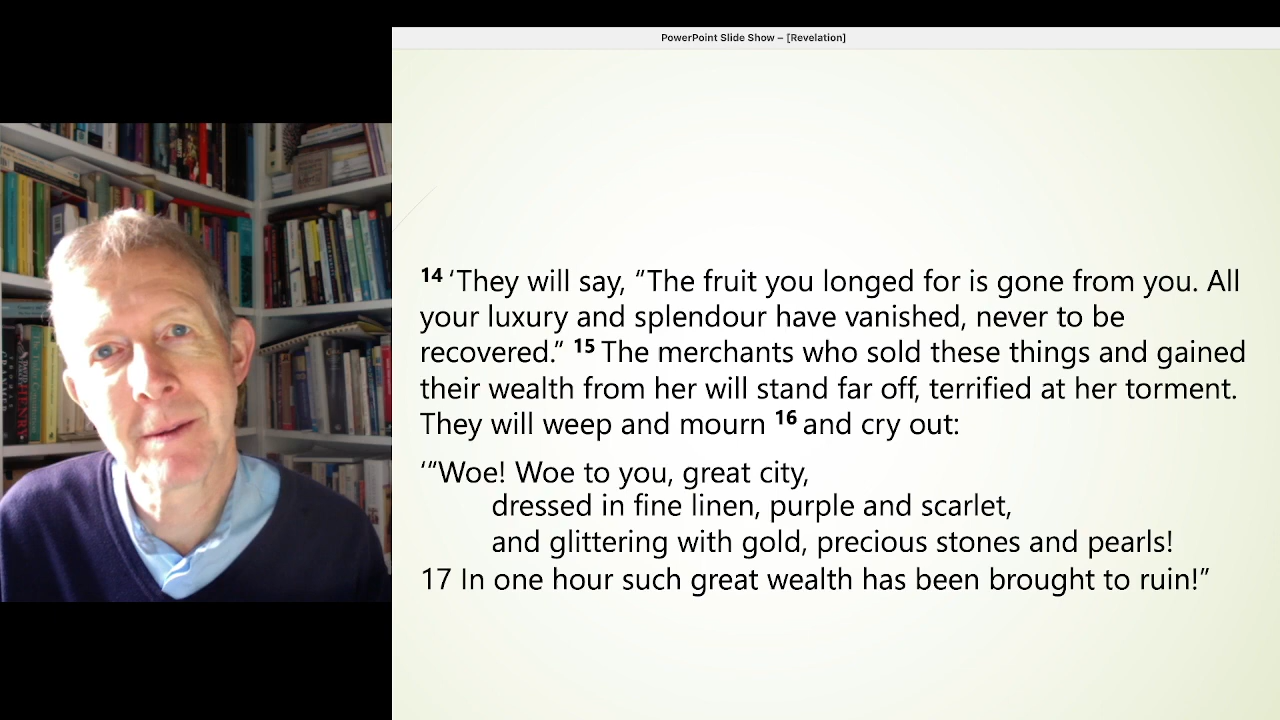 PowerPoint Slide Show – [Revelation]
14 ‘They will say, “The fruit you longed for is gone from you. All
your luxury and splendour have vanished, never to be
recovered.” 15 The merchants who sold these things and gained
their wealth from her will stand far off, terrified at her torment.
They will weep and mourn 16 and cry out:
‘“Woe! Woe to you, great city,
dressed in fine linen, purple and scarlet,
and glittering with gold, precious stones and pearls!
17 In one hour such great wealth has been brought to ruin!”
The Tudor Constitution
HENRY